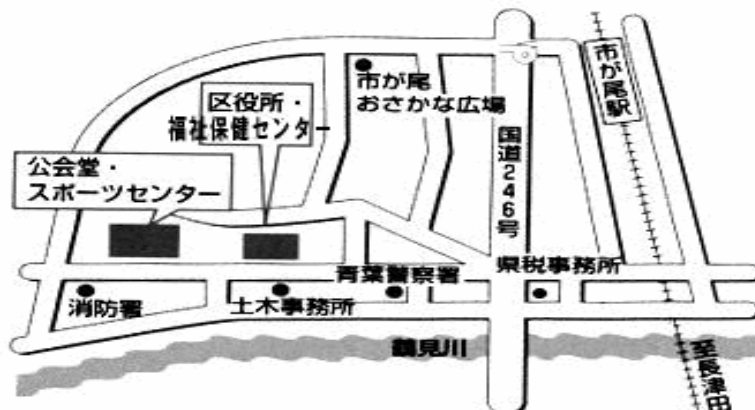 市が尾
おさかな広場
市が尾駅
区役所・
福祉保健センター
公会堂・
スポーツセンター
国道246号
県税事務所
青葉警察署
消防署
土木事務所
鶴見川
至長津田